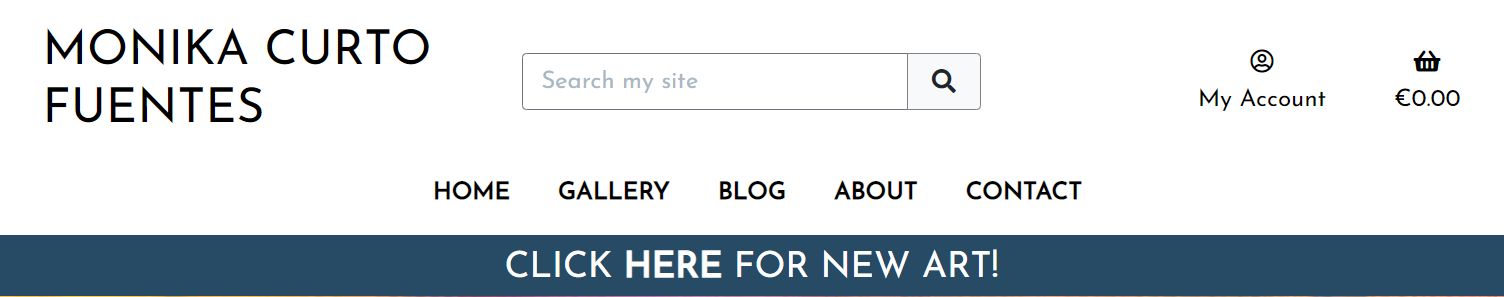 MONIKA CURTO
FUENTES
Search my site
My Account
€0.00
HOME GALLERY BLOG ABOUT CONTACT
CLICK HERE FOR NEW ART!